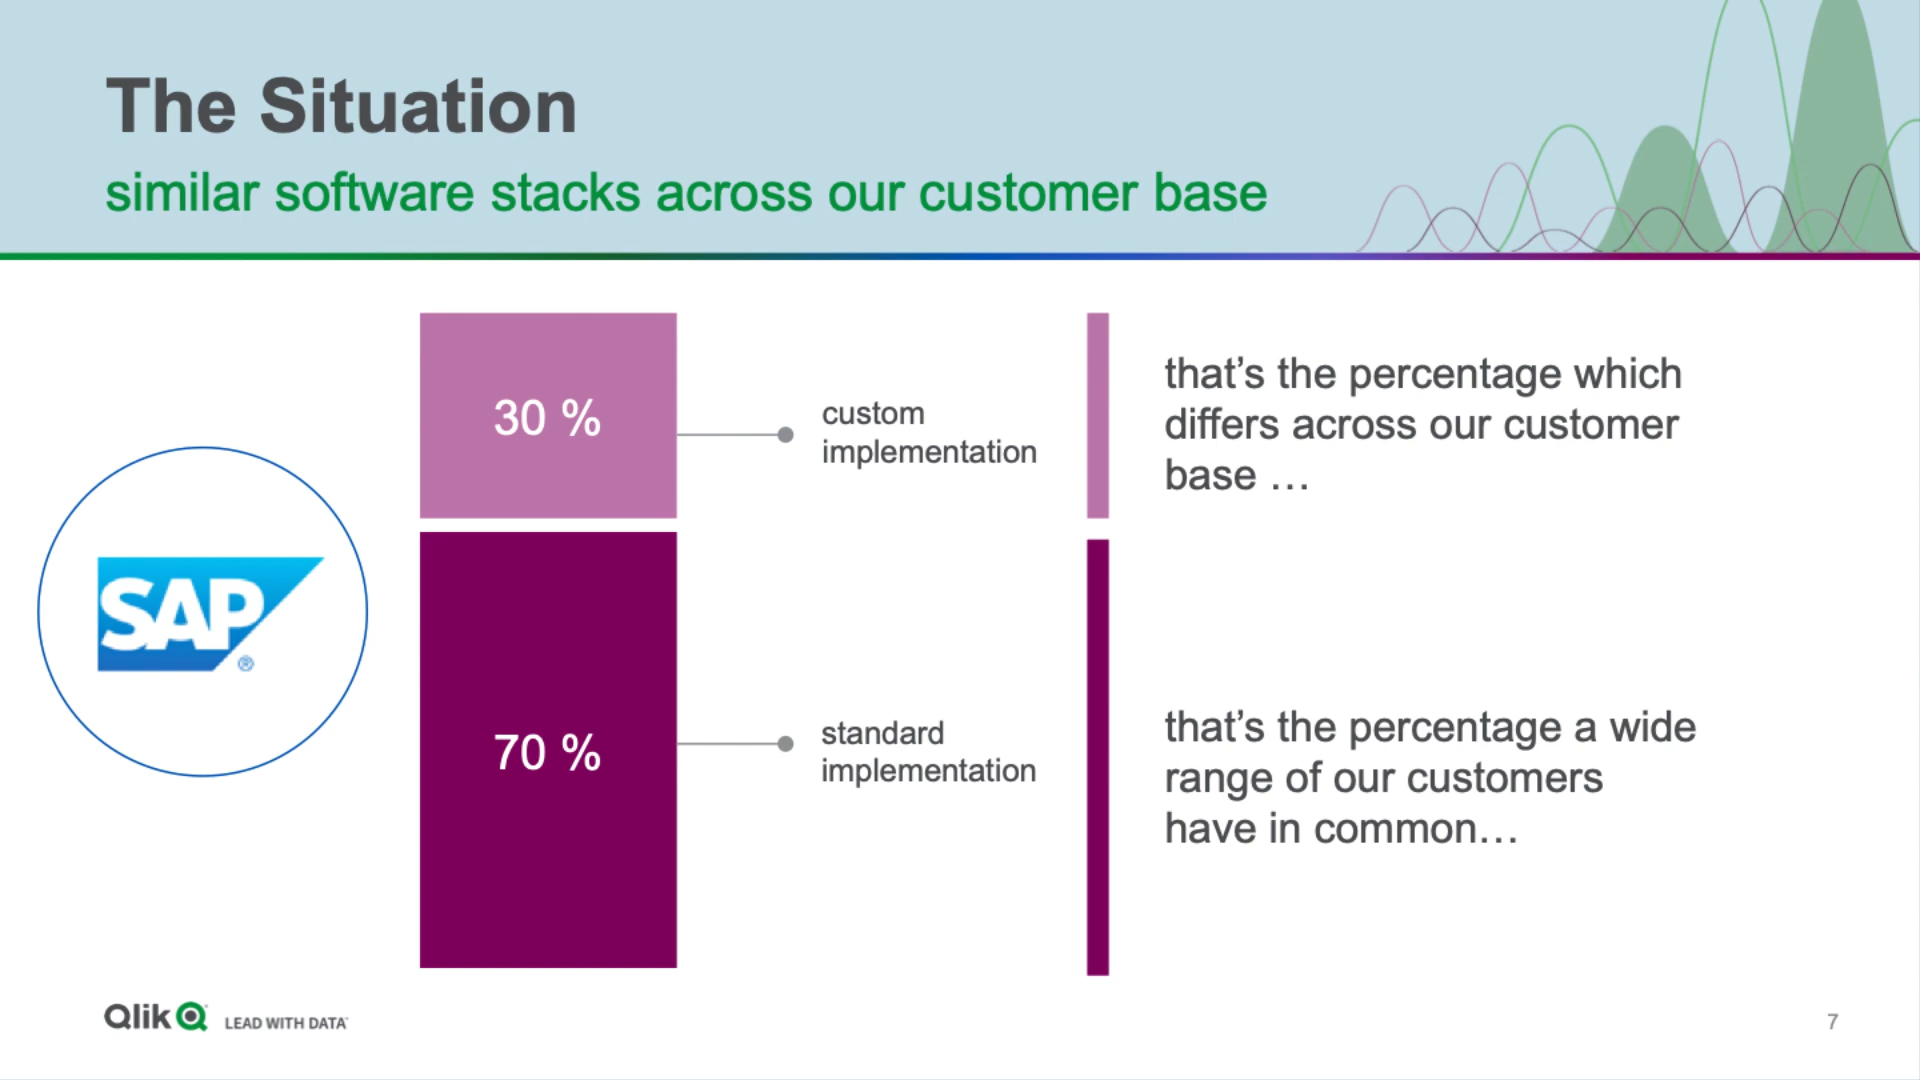 The Situation
similar software stacks across our customer base
30 %
custom
implementation
that’s the percentage which
differs across our customer
base …
SAP
®
70 %
standard
implementation
that’s the percentage a wide
range of our customers
have in common…
Qlik LEAD WITH DATA™
7